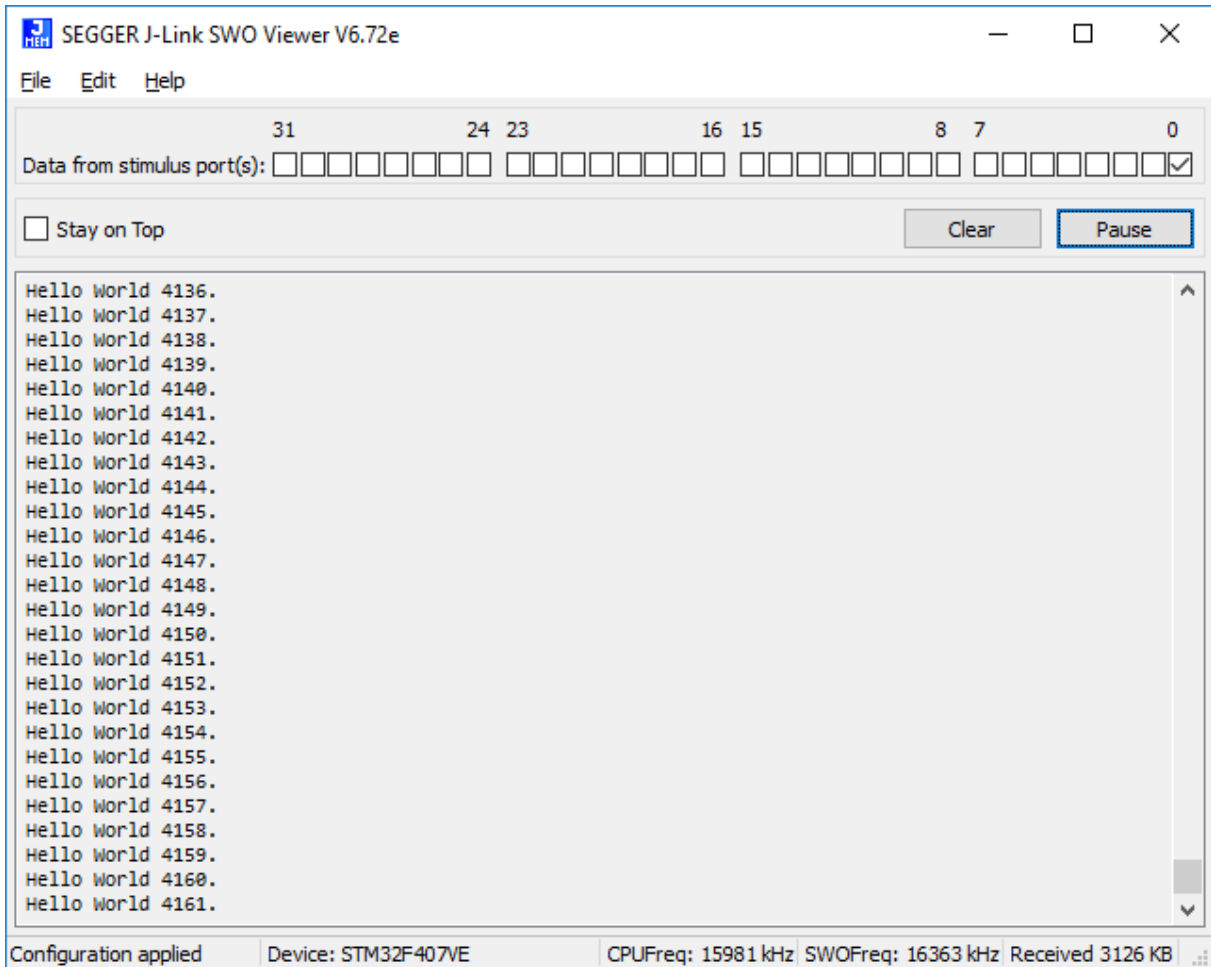 J MEM SEGGER J-Link SWO Viewer V6.72e
File Edit Help
31 24 23 16 15 8 7 0
Data from stimulus port(s):
Stay on Top Clear Pause
Hello World 4136.
Hello World 4137.
Hello World 4138.
Hello World 4139.
Hello World 4140.
Hello World 4141.
Hello World 4142.
Hello World 4143.
Hello World 4144.
Hello World 4145.
Hello World 4146.
Hello World 4147.
Hello World 4148.
Hello World 4149.
Hello World 4150.
Hello World 4151.
Hello World 4152.
Hello World 4153.
Hello World 4154.
Hello World 4155.
Hello World 4156.
Hello World 4157.
Hello World 4158.
Hello World 4159.
Hello World 4160.
Hello World 4161.
Configuration applied Device: STM32F407VE CPUFreq: 15981 kHz SWOFreq: 16363 kHz Received 3126 KB